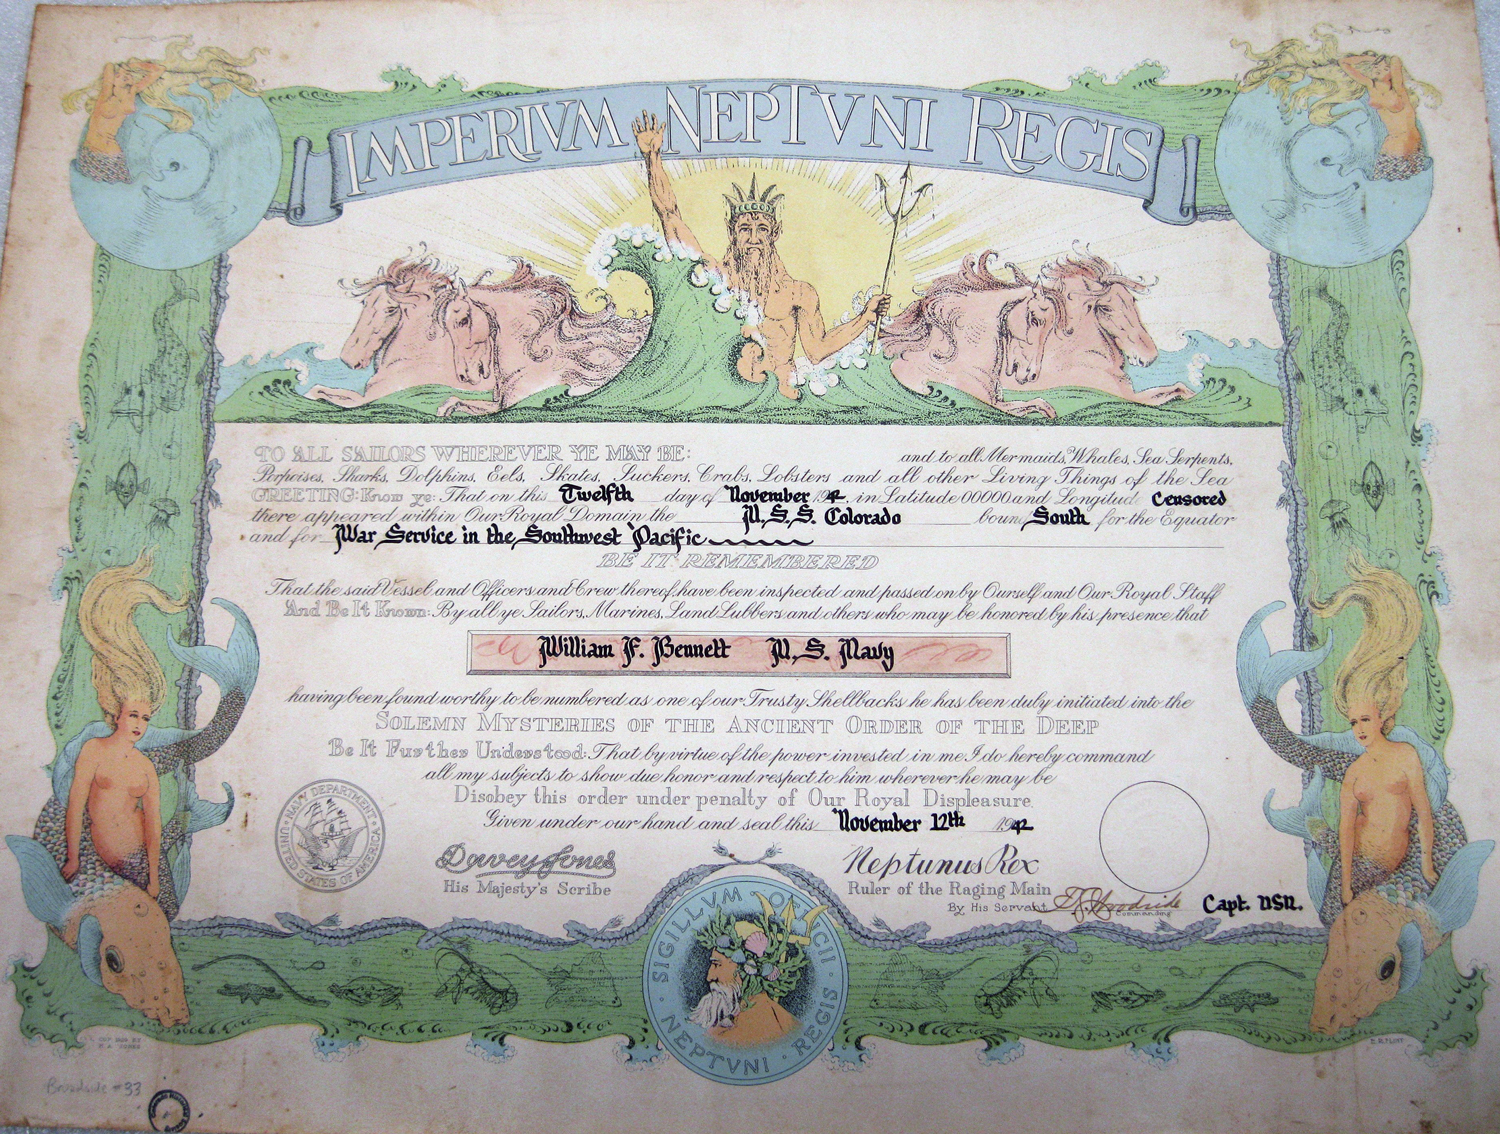 IMPERIVM NEPTVNI REGIS
TO ALL SAILORS WHEREVER YE MAY BE: and to all Mermaids, Whales, Sea Serpents,
Porpoises, Sharks, Dolphins, Eels, Skates, Suckers, Crabs, Lobsters and all other Living Things of the Sea
GREETING: Know ye: That on this Twelfth day of November 1942, in Latitude 00000 and Longitud Censored
there appeared within Our Royal Domain the U.S.S. Colorado boun South for the Equator
and for War Service in the Southwest Pacific
BE IT REMEMBERED
That the said Vessel and Officers and Crew thereof, have been inspected and passed on by Ourself and Our Royal Staff
And Be It Known: By all ye Sailors, Marines, Land Lubbers and others who may be honored by his presence that
William F. Bennett U.S. Navy
having been found worthy to be numbered as one of our Trusty Shellbacks he has been duly initiated into the
SOLEMN MYSTERIES OF THE ANCIENT ORDER OF THE DEEP
Be It Further Understood: That by virtue of the power invested in me I do hereby command
all my subjects to show due honor and respect to him wherever he may be
Disobey this order under penalty of Our Royal Displeasure.
Given under our hand and seal this November 12th 1942
NAVY DEPARTMENT
UNITED STATES OF AMERICA
Davey Jones
His Majesty's Scribe
Neptunus Rex
Ruler of the Raging Main
By His Servant Capt. USN.
Commanding
SIGILLVM OFFICII REGIS NEPTVNI
Broadside #33